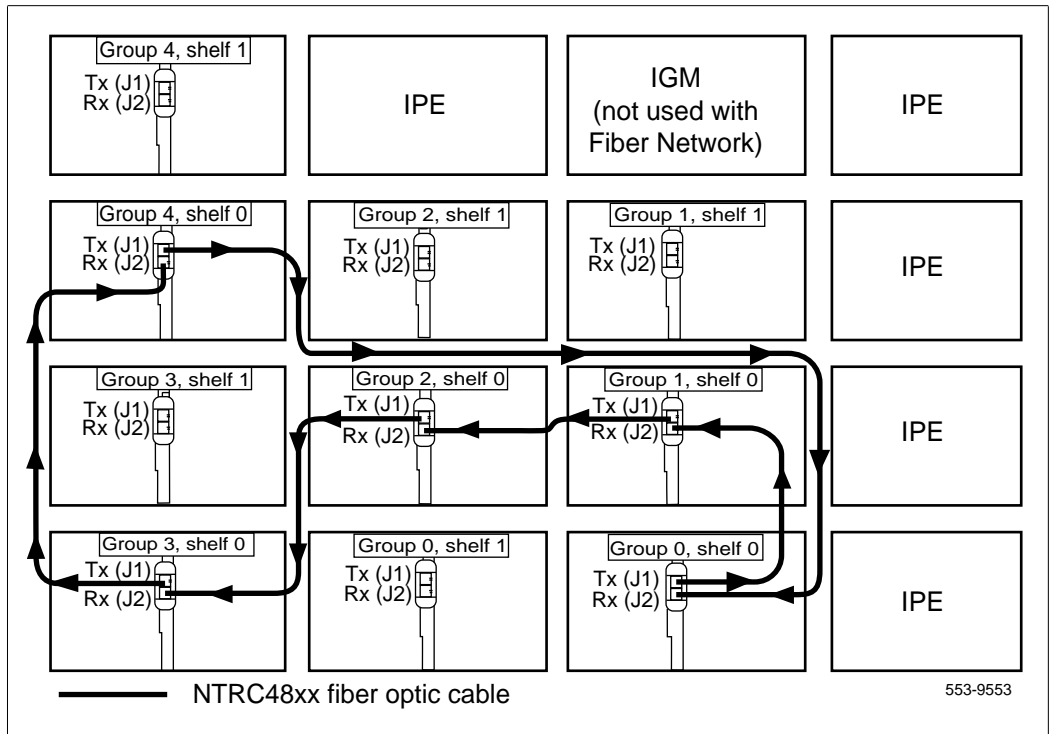 Group 4, shelf 1
Tx (J1)
Rx (J2)
IPE
IGM
(not used with
Fiber Network)
IPE
Group 4, shelf 0
Tx (J1)
Rx (J2)
Group 2, shelf 1
Tx (J1)
Rx (J2)
Group 1, shelf 1
Tx (J1)
Rx (J2)
IPE
Group 3, shelf 1
Tx (J1)
Rx (J2)
Group 2, shelf 0
Tx (J1)
Rx (J2)
Group 1, shelf 0
Tx (J1)
Rx (J2)
IPE
Group 3, shelf 0
Tx (J1)
Rx (J2)
Group 0, shelf 1
Tx (J1)
Rx (J2)
Group 0, shelf 0
Tx (J1)
Rx (J2)
IPE
NTRC48xx fiber optic cable
553-9553